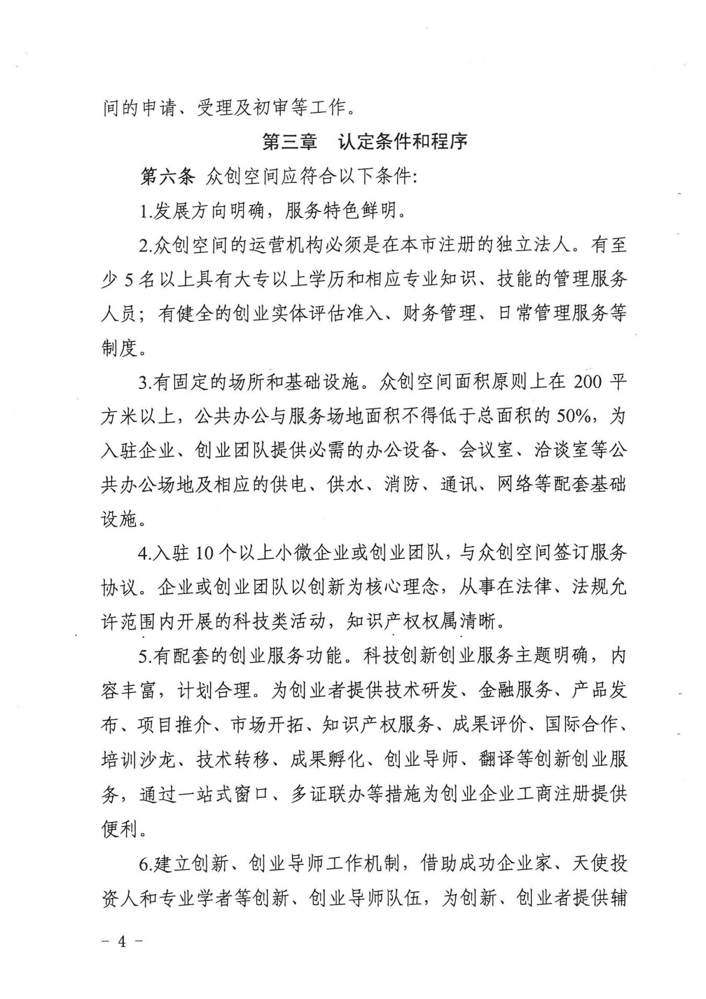 间的申请、受理及初审等工作。
第三章 认定条件和程序
第六条 众创空间应符合以下条件:
1.发展方向明确，服务特色鲜明。
2.众创空间的运营机构必须是在本市注册的独立法人。有至
少 5 名以上具有大专以上学历和相应专业知识、技能的管理服务
人员；有健全的创业实体评估准入、财务管理、日常管理服务等
制度。
3.有固定的场所和基础设施。众创空间面积原则上在 200 平
方米以上，公共办公与服务场地面积不得低于总面积的 50%，为
入驻企业、创业团队提供必需的办公设备、会议室、洽谈室等公
共办公场地及相应的供电、供水、消防、通讯、网络等配套基础
设施。
4.入驻 10 个以上小微企业或创业团队，与众创空间签订服务
协议。企业或创业团队以创新为核心理念，从事在法律、法规允
许范围内开展的科技类活动，知识产权权属清晰。
5.有配套的创业服务功能。科技创新创业服务主题明确，内
容丰富，计划合理。为创业者提供技术研发、金融服务、产品发
布、项目推介、市场开拓、知识产权服务、成果评价、国际合作、
培训沙龙、技术转移、成果孵化、创业导师、翻译等创新创业服
务，通过一站式窗口、多证联办等措施为创业企业工商注册提供
便利。
6.建立创新、创业导师工作机制，借助成功企业家、天使投
资人和专业学者等创新、创业导师队伍，为创新、创业者提供辅
- 4 -